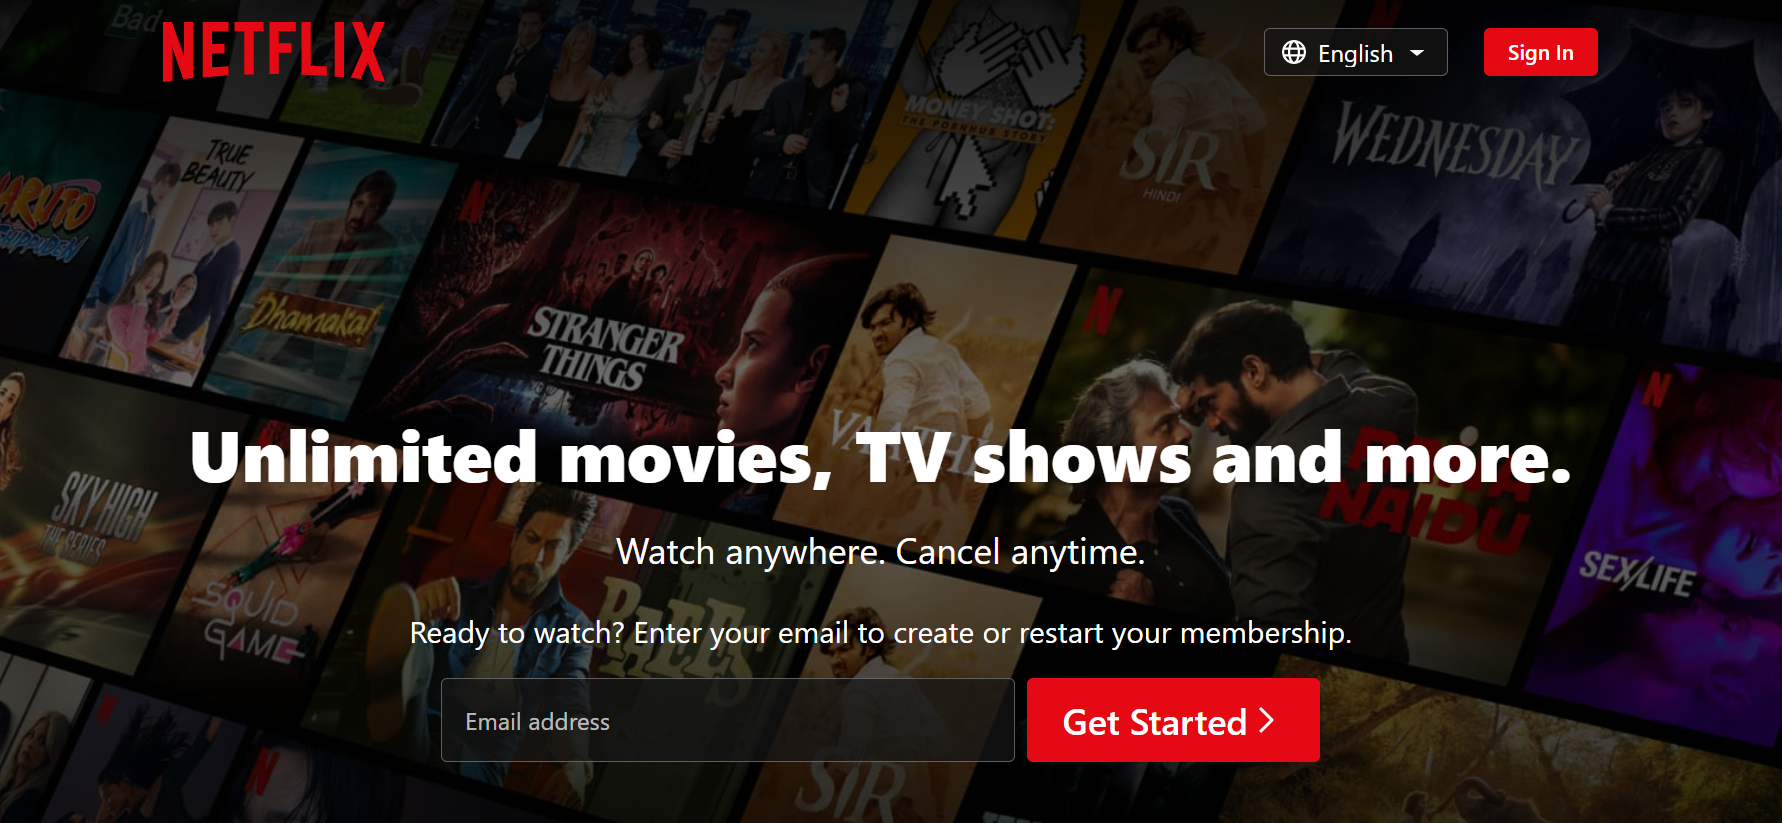 Bad
NETFLIX
English
Sign In
MONEY SHOT:
THE PORNHUB STORY
SIR
HINDI
WEDNESDAY
TRUE
BEAUTY
NARUTO
SHIPPUDEN
Dhamaka!
STRANGER
THINGS
Unlimited movies, TV shows and more.
SKY HIGH
THE SERIES
NAIDU
SEX/LIFE
Watch anywhere. Cancel anytime.
SQUID
GAME
Ready to watch? Enter your email to create or restart your membership.
Email address
Get Started
SIR